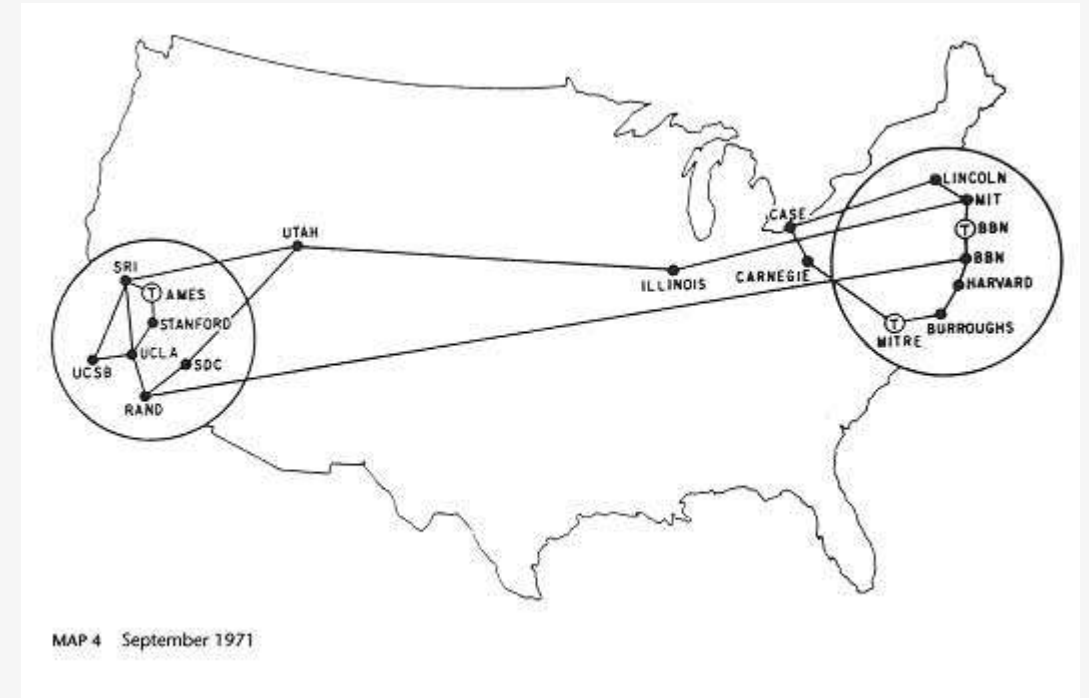 LINCOLN
MIT
CASE
T BBN
UTAH
BBN
SRI
ILLINOIS
CARNEGIE
HARVARD
T AMES
STANFORD
T
BURROUGHS
MITRE
UCLA
SDC
UCSB
RAND
MAP 4 September 1971